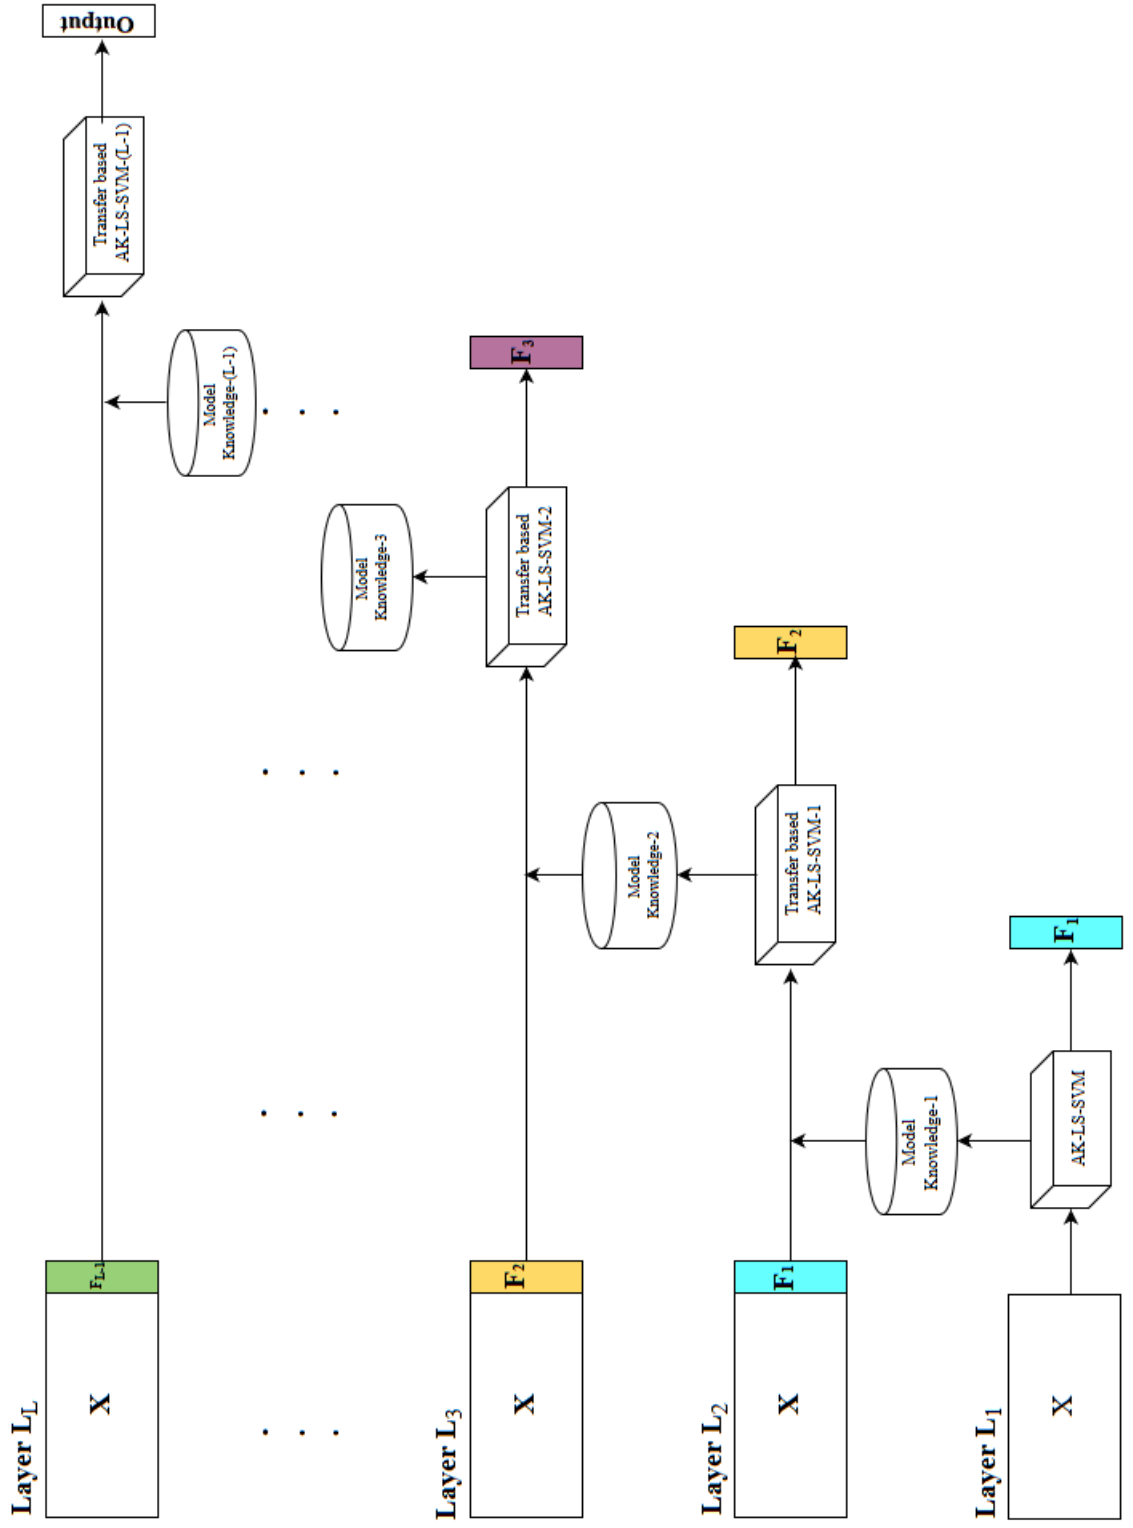 Layer L1
X
AK-LS-SVM
F1
Model
Knowledge-1
Layer L2
X
F1
Transfer based
AK-LS-SVM-1
F2
Model
Knowledge-2
Layer L3
X
F2
Transfer based
AK-LS-SVM-2
F3
Model
Knowledge-3
. . .
. . .
. . .
. . .
Model
Knowledge-(L-1)
Layer LL
X
FL-1
Transfer based
AK-LS-SVM-(L-1)
Output